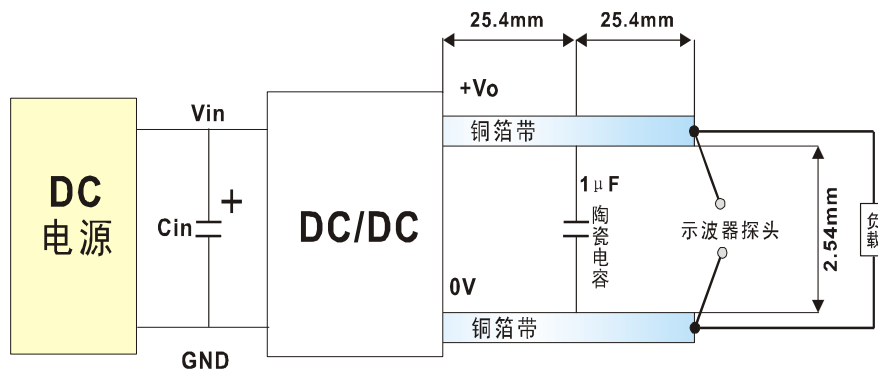 25.4mm
25.4mm
+Vo
Vin
铜箔带
DC
电源
Cin
+
DC/DC
1μF
陶瓷电容
示波器探头
2.54mm
负载
0V
铜箔带
GND